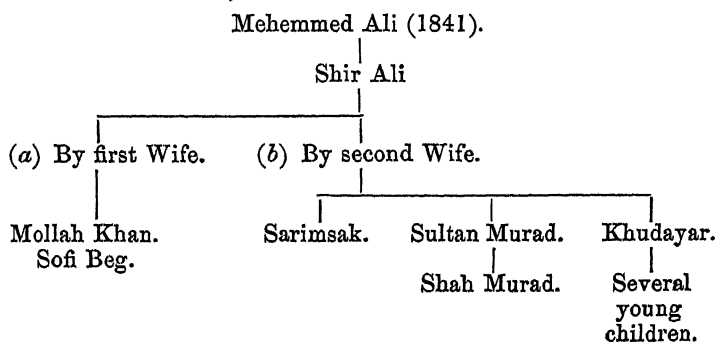 Mehemmed Ali (1841).
Shir Ali
(a) By first Wife. (b) By second Wife.
Mollah Khan. Sarimsak. Sultan Murad. Khudayar.
Sofi Beg. Shah Murad. Several
young
children.